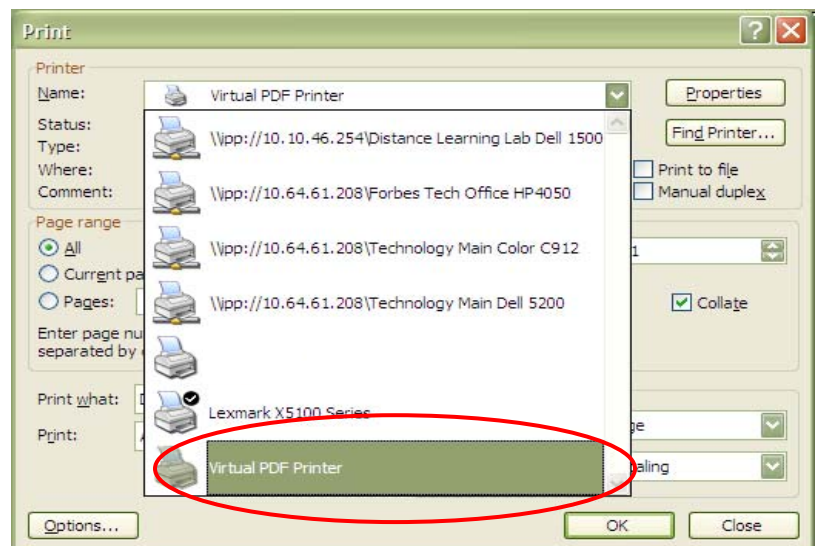 Print
Printer
Name: Virtual PDF Printer Properties
Status: \\ipp://10.10.46.254\Distance Learning Lab Dell 1500 Find Printer...
Type:
Where: Print to file
Comment: \\ipp://10.64.61.208\Forbes Tech Office HP4050 Manual duplex
Page range
All \\ipp://10.64.61.208\Technology Main Color C912 1
Current pa
Pages: \\ipp://10.64.61.208\Technology Main Dell 5200 Collate
Enter page nu
separated by
Print what: Lexmark X5100 Series
Print: ge
Virtual PDF Printer aling
Options... OK Close